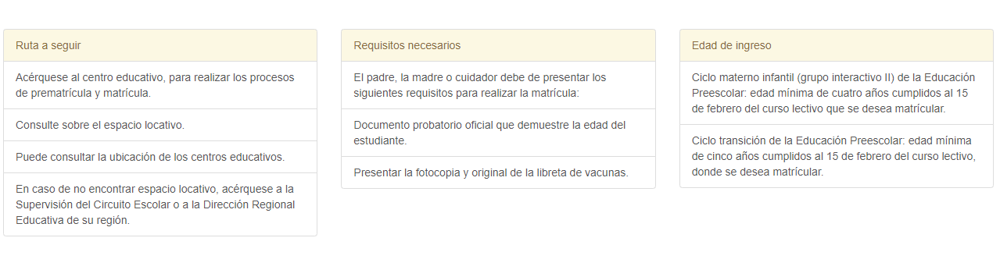 Ruta a seguir
Acérquese al centro educativo, para realizar los procesos
de prematrícula y matrícula.
Consulte sobre el espacio locativo.
Puede consultar la ubicación de los centros educativos.
En caso de no encontrar espacio locativo, acérquese a la
Supervisión del Circuito Escolar o a la Dirección Regional
Educativa de su región.
Requisitos necesarios
El padre, la madre o cuidador debe de presentar los
siguientes requisitos para realizar la matrícula:
Documento probatorio oficial que demuestre la edad del
estudiante.
Presentar la fotocopia y original de la libreta de vacunas.
Edad de ingreso
Ciclo materno infantil (grupo interactivo II) de la Educación
Preescolar: edad mínima de cuatro años cumplidos al 15
de febrero del curso lectivo que se desea matrícular.
Ciclo transición de la Educación Preescolar: edad mínima
de cinco años cumplidos al 15 de febrero del curso lectivo,
donde se desea matrícular.